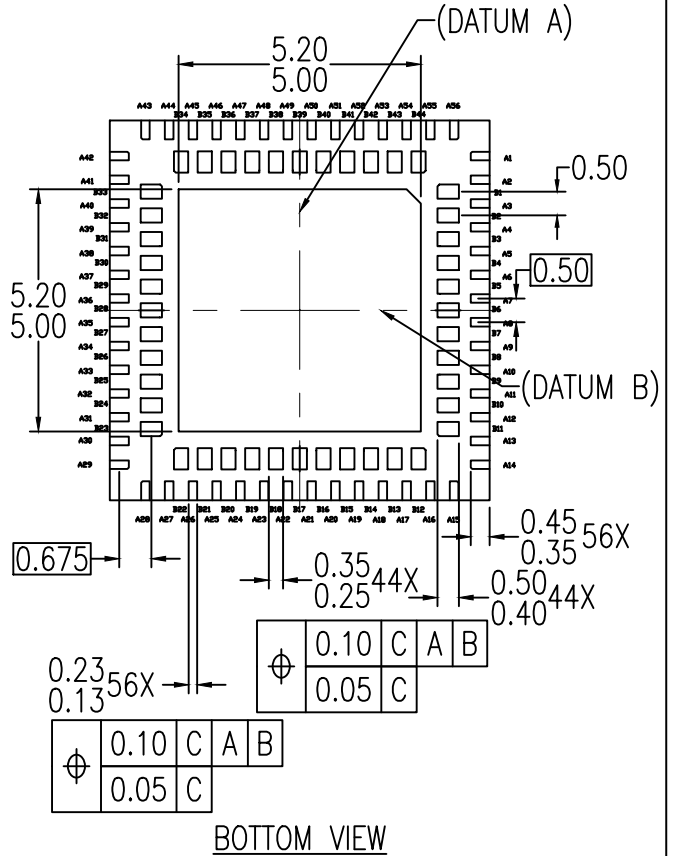 (DATUM A)
5.20
5.00
A43 A44 A45 A46 A47 A48 A49 A50 A51 A52 A53 A54 A55 A56
B34 B35 B36 B37 B38 B39 B40 B41 B42 B43 B44
A42
A41
B33
A40
B32
A39
B31
A38
B30
A37
B29
A36
B28
A35
B27
A34
B26
A33
B25
A32
B24
A31
B23
A30
A29
5.20
5.00
A1
A2
B1
A3
B2
A4
B3
A5
B4
A6
B5
A7
B6
A8
B7
A9
B8
A10
B9
A11
B10
A12
B11
A13
A14
0.50
0.50
(DATUM B)
B22 B21 B20 B19 B18 B17 B16 B15 B14 B13 B12
A28 A27 A26 A25 A24 A23 A22 A21 A20 A19 A18 A17 A16 A15
0.675
0.45
0.35 56X
0.35
0.25 44X
0.50
0.40 44X
0.10 C A B
0.05 C
0.23
0.13 56X
0.10 C A B
0.05 C
BOTTOM VIEW